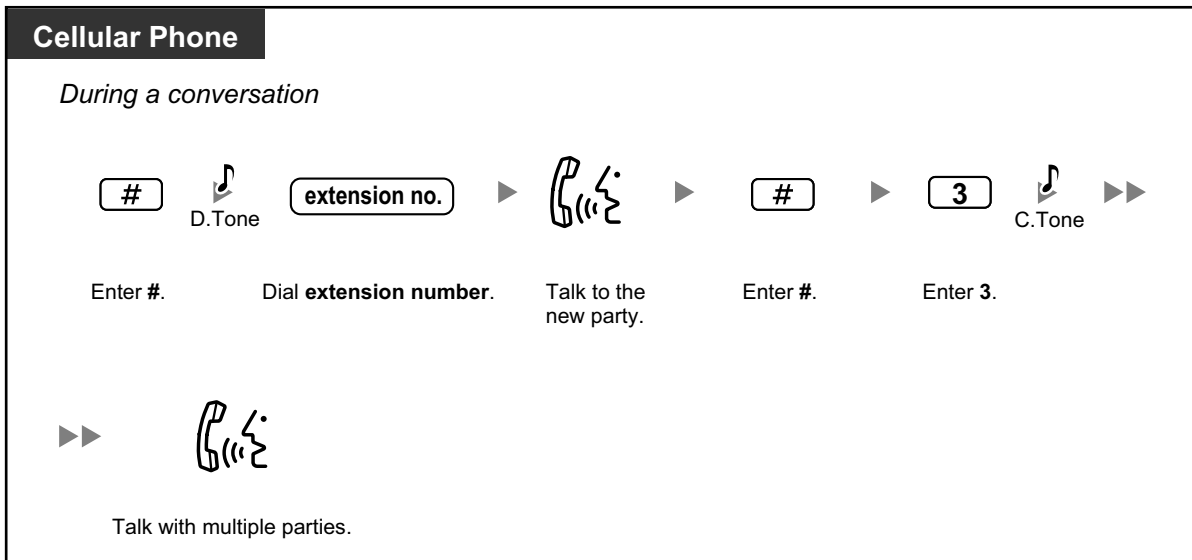 Cellular Phone
During a conversation
# D.Tone extension no. # 3 C.Tone
Enter #. Dial extension number. Talk to the new party. Enter #. Enter 3.
Talk with multiple parties.